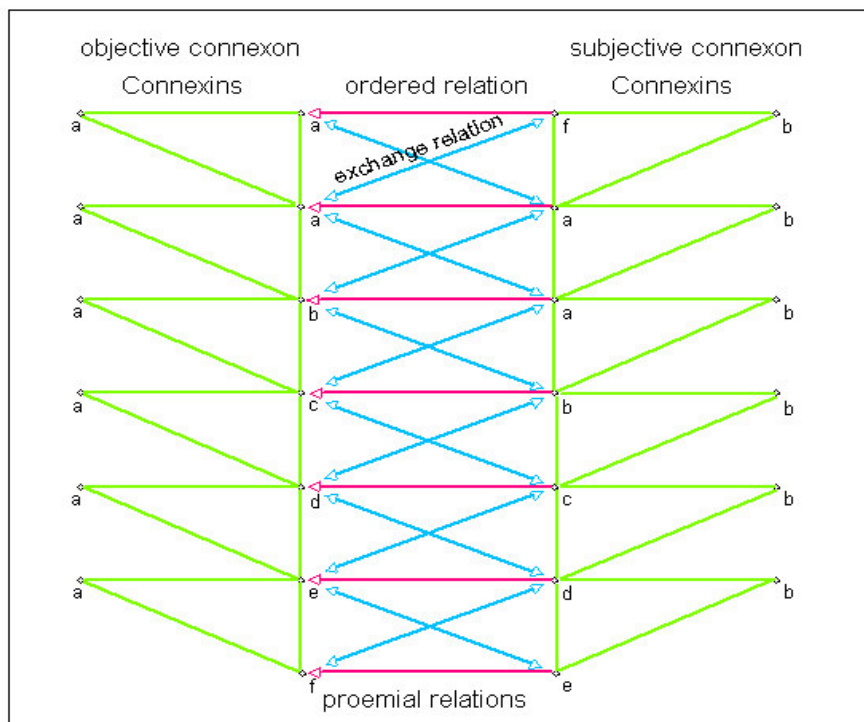 objective connexon subjective connexon
Connexins ordered relation Connexins
a a f b
exchange relation
a a a b
a b a b
a c b b
a d c b
a e d b
f e
proemial relations